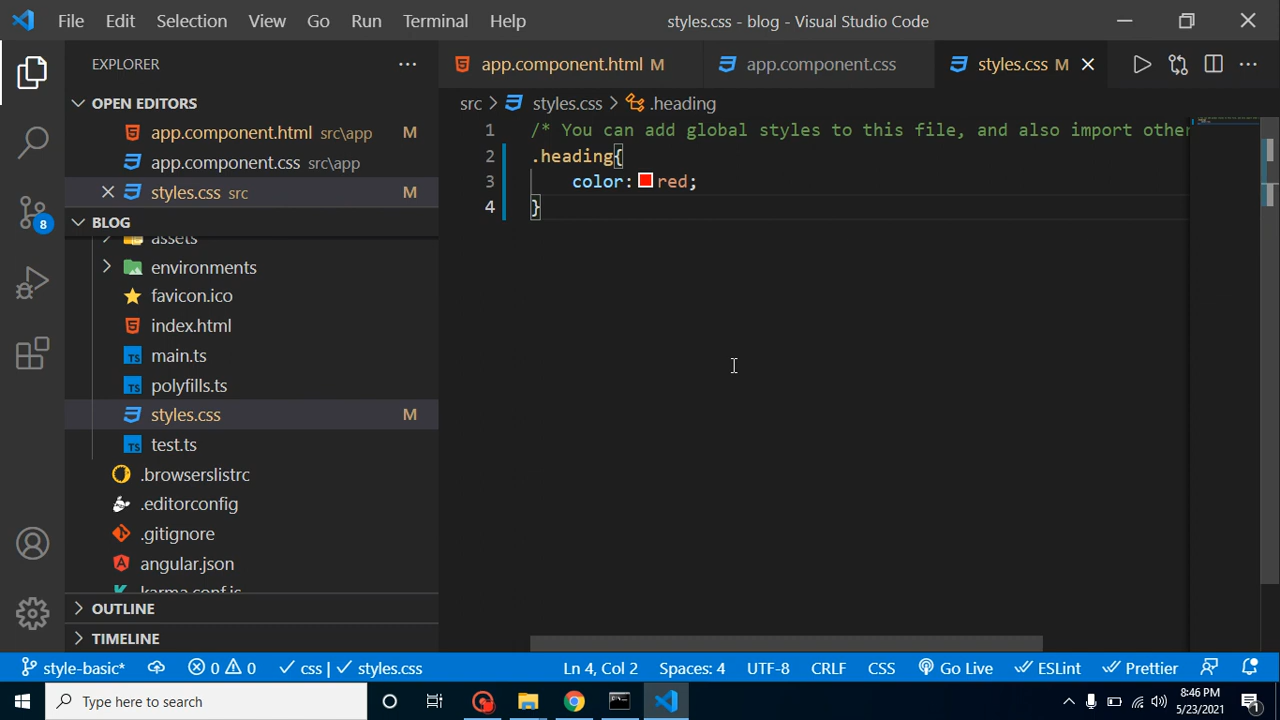 File Edit Selection View Go Run Terminal Help styles.css - blog - Visual Studio Code
EXPLORER
app.component.html M
app.component.css
styles.css M
OPEN EDITORS
app.component.html src\app M
app.component.css src\app
styles.css src M
BLOG
assets
environments
favicon.ico
index.html
main.ts
polyfills.ts
styles.css M
test.ts
.browserslistrc
.editorconfig
.gitignore
angular.json
karma.conf.js
OUTLINE
TIMELINE
8
src > styles.css > .heading
1 /* You can add global styles to this file, and also import other
2 .heading{
3 color: red;
4 }
style-basic* 0 0 css | styles.css Ln 4, Col 2 Spaces: 4 UTF-8 CRLF CSS Go Live ESLint Prettier
Type here to search
8:46 PM
5/23/2021
1